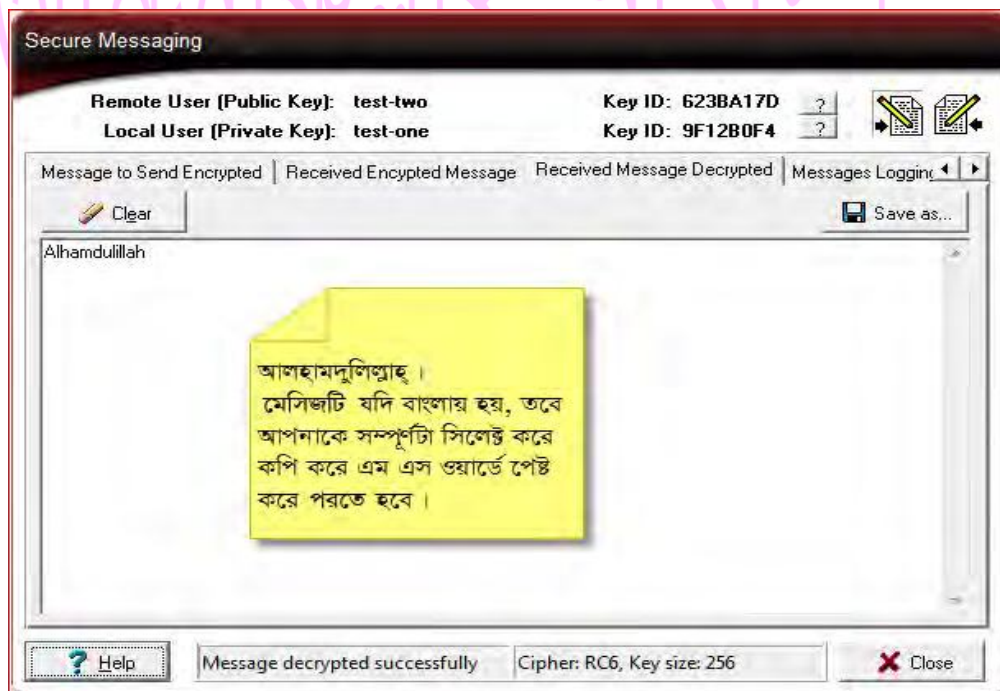 Secure Messaging
Remote User (Public Key): test-two Key ID: 623BA17D ?
Local User (Private Key): test-one Key ID: 9F12B0F4 ?
Message to Send Encrypted Received Encypted Message Received Message Decrypted Messages Logging
Clear Save as...
Alhamdulillah
আলহামদুলিল্লাহ্ ।
মেসিজটি যদি বাংলায় হয়, তবে
আপনাকে সম্পূর্ণটা সিলেক্ট করে
কপি করে এম এস ওয়ার্ডে পেষ্ট
করে পরতে হবে ।
? Help Message decrypted successfully Cipher: RC6, Key size: 256 Close